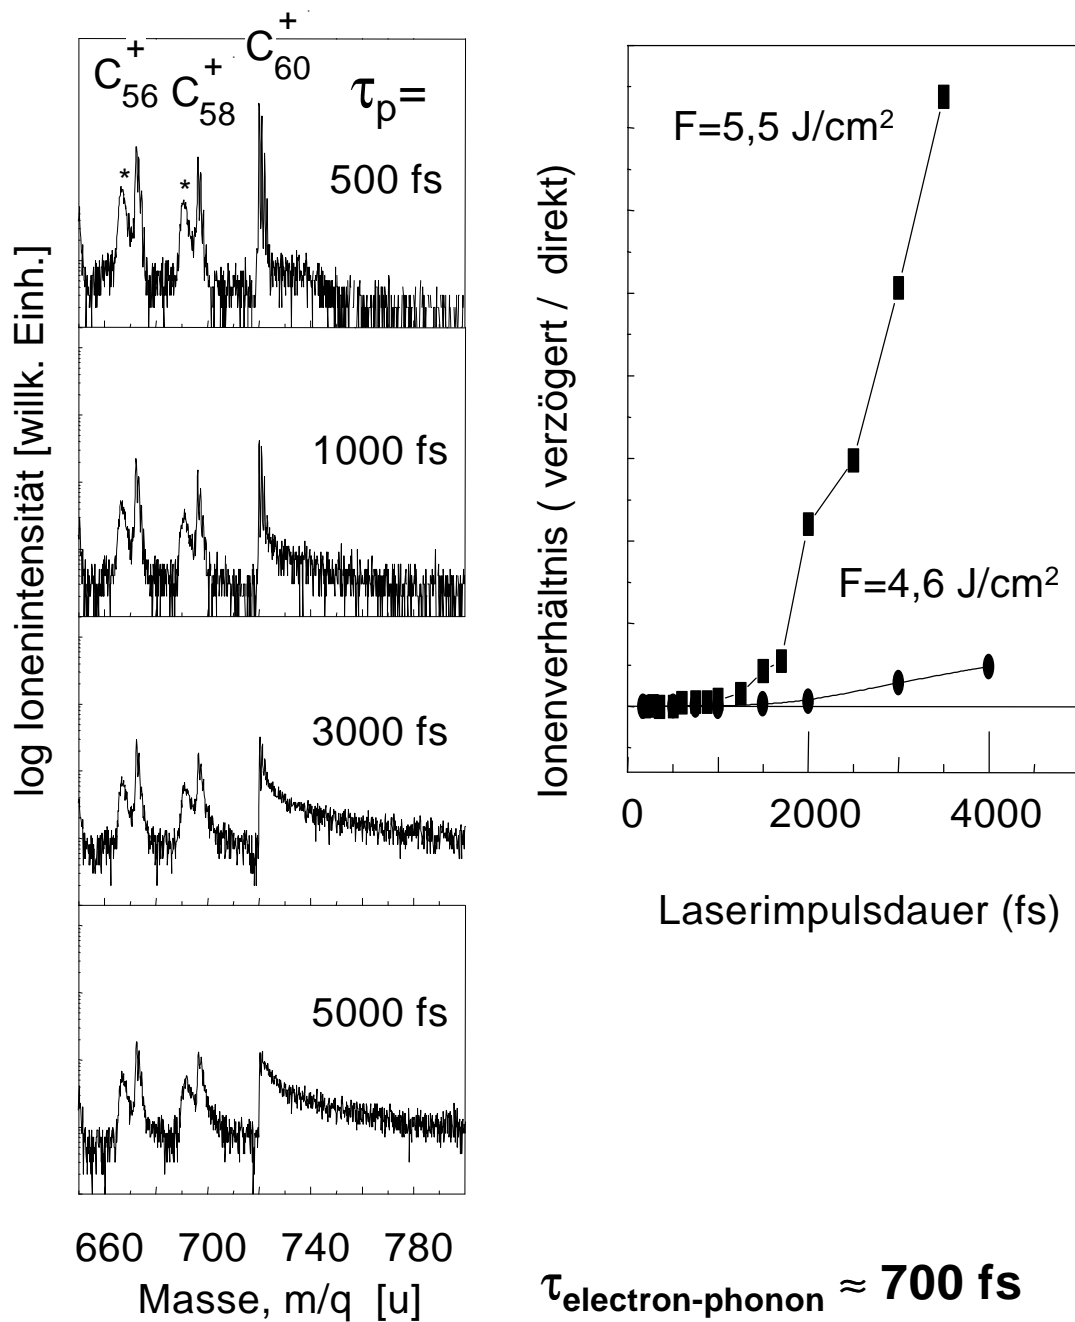 log Ionenintensität [willk. Einh.]
C56+
C58+
C60+
τp=
* *
500 fs
1000 fs
3000 fs
5000 fs
660 700 740 780
Masse, m/q [u]
Ionenverhältnis ( verzögert / direkt)
F=5,5 J/cm²
F=4,6 J/cm²
0 2000 4000
Laserimpulsdauer (fs)
τelectron-phonon ≈ 700 fs